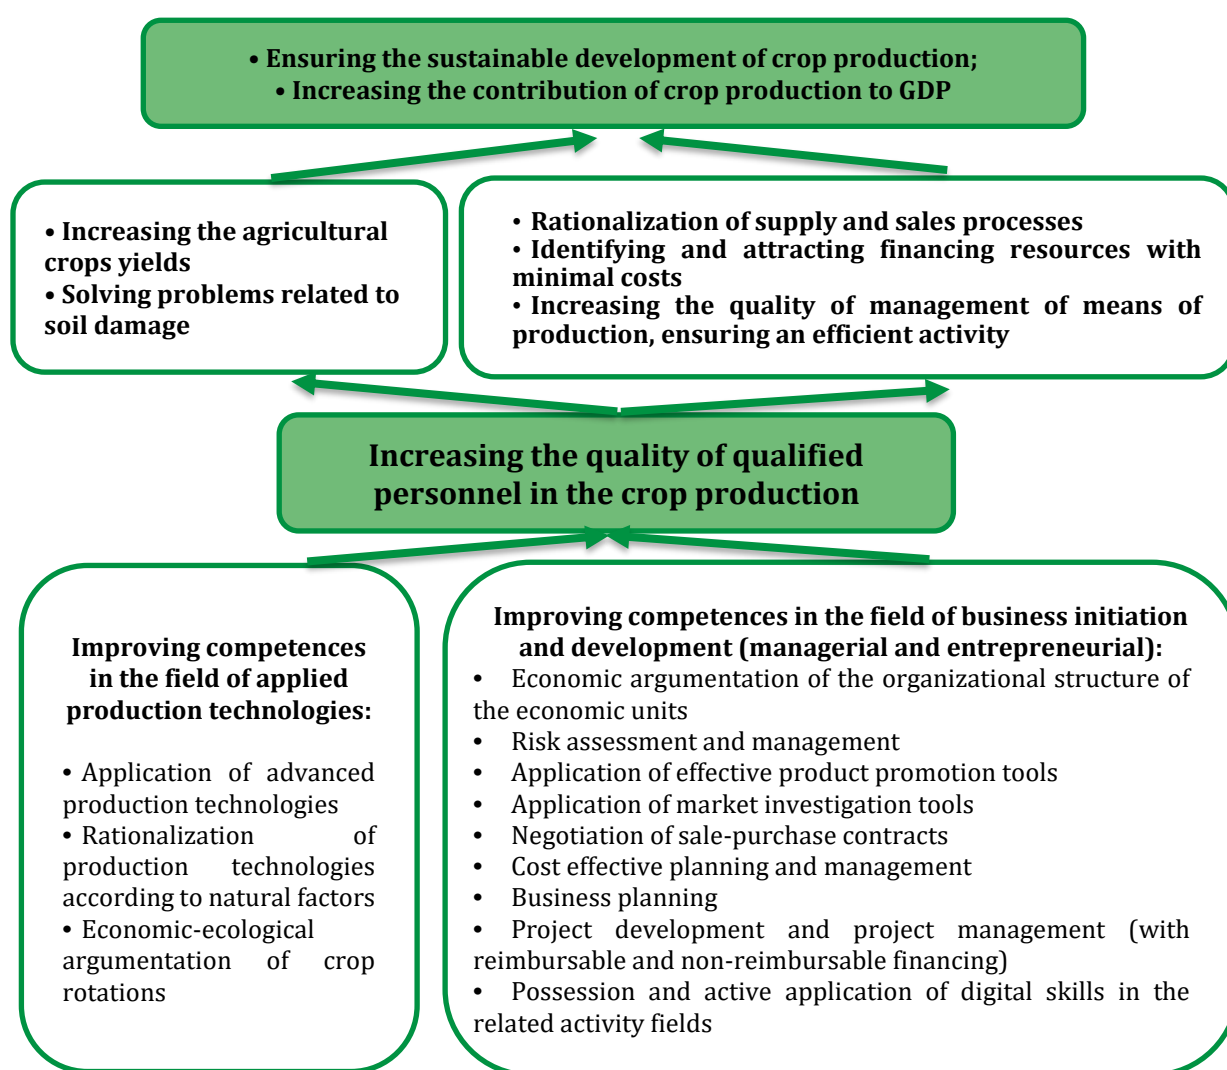 • Ensuring the sustainable development of crop production;
• Increasing the contribution of crop production to GDP
• Increasing the agricultural
crops yields
• Solving problems related to
soil damage
• Rationalization of supply and sales processes
• Identifying and attracting financing resources with
minimal costs
• Increasing the quality of management of means of
production, ensuring an efficient activity
Increasing the quality of qualified
personnel in the crop production
Improving competences
in the field of applied
production technologies:
• Application of advanced
production technologies
• Rationalization of
production technologies
according to natural factors
• Economic-ecological
argumentation of crop
rotations
Improving competences in the field of business initiation
and development (managerial and entrepreneurial):
• Economic argumentation of the organizational structure of
the economic units
• Risk assessment and management
• Application of effective product promotion tools
• Application of market investigation tools
• Negotiation of sale-purchase contracts
• Cost effective planning and management
• Business planning
• Project development and project management (with
reimbursable and non-reimbursable financing)
• Possession and active application of digital skills in the
related activity fields